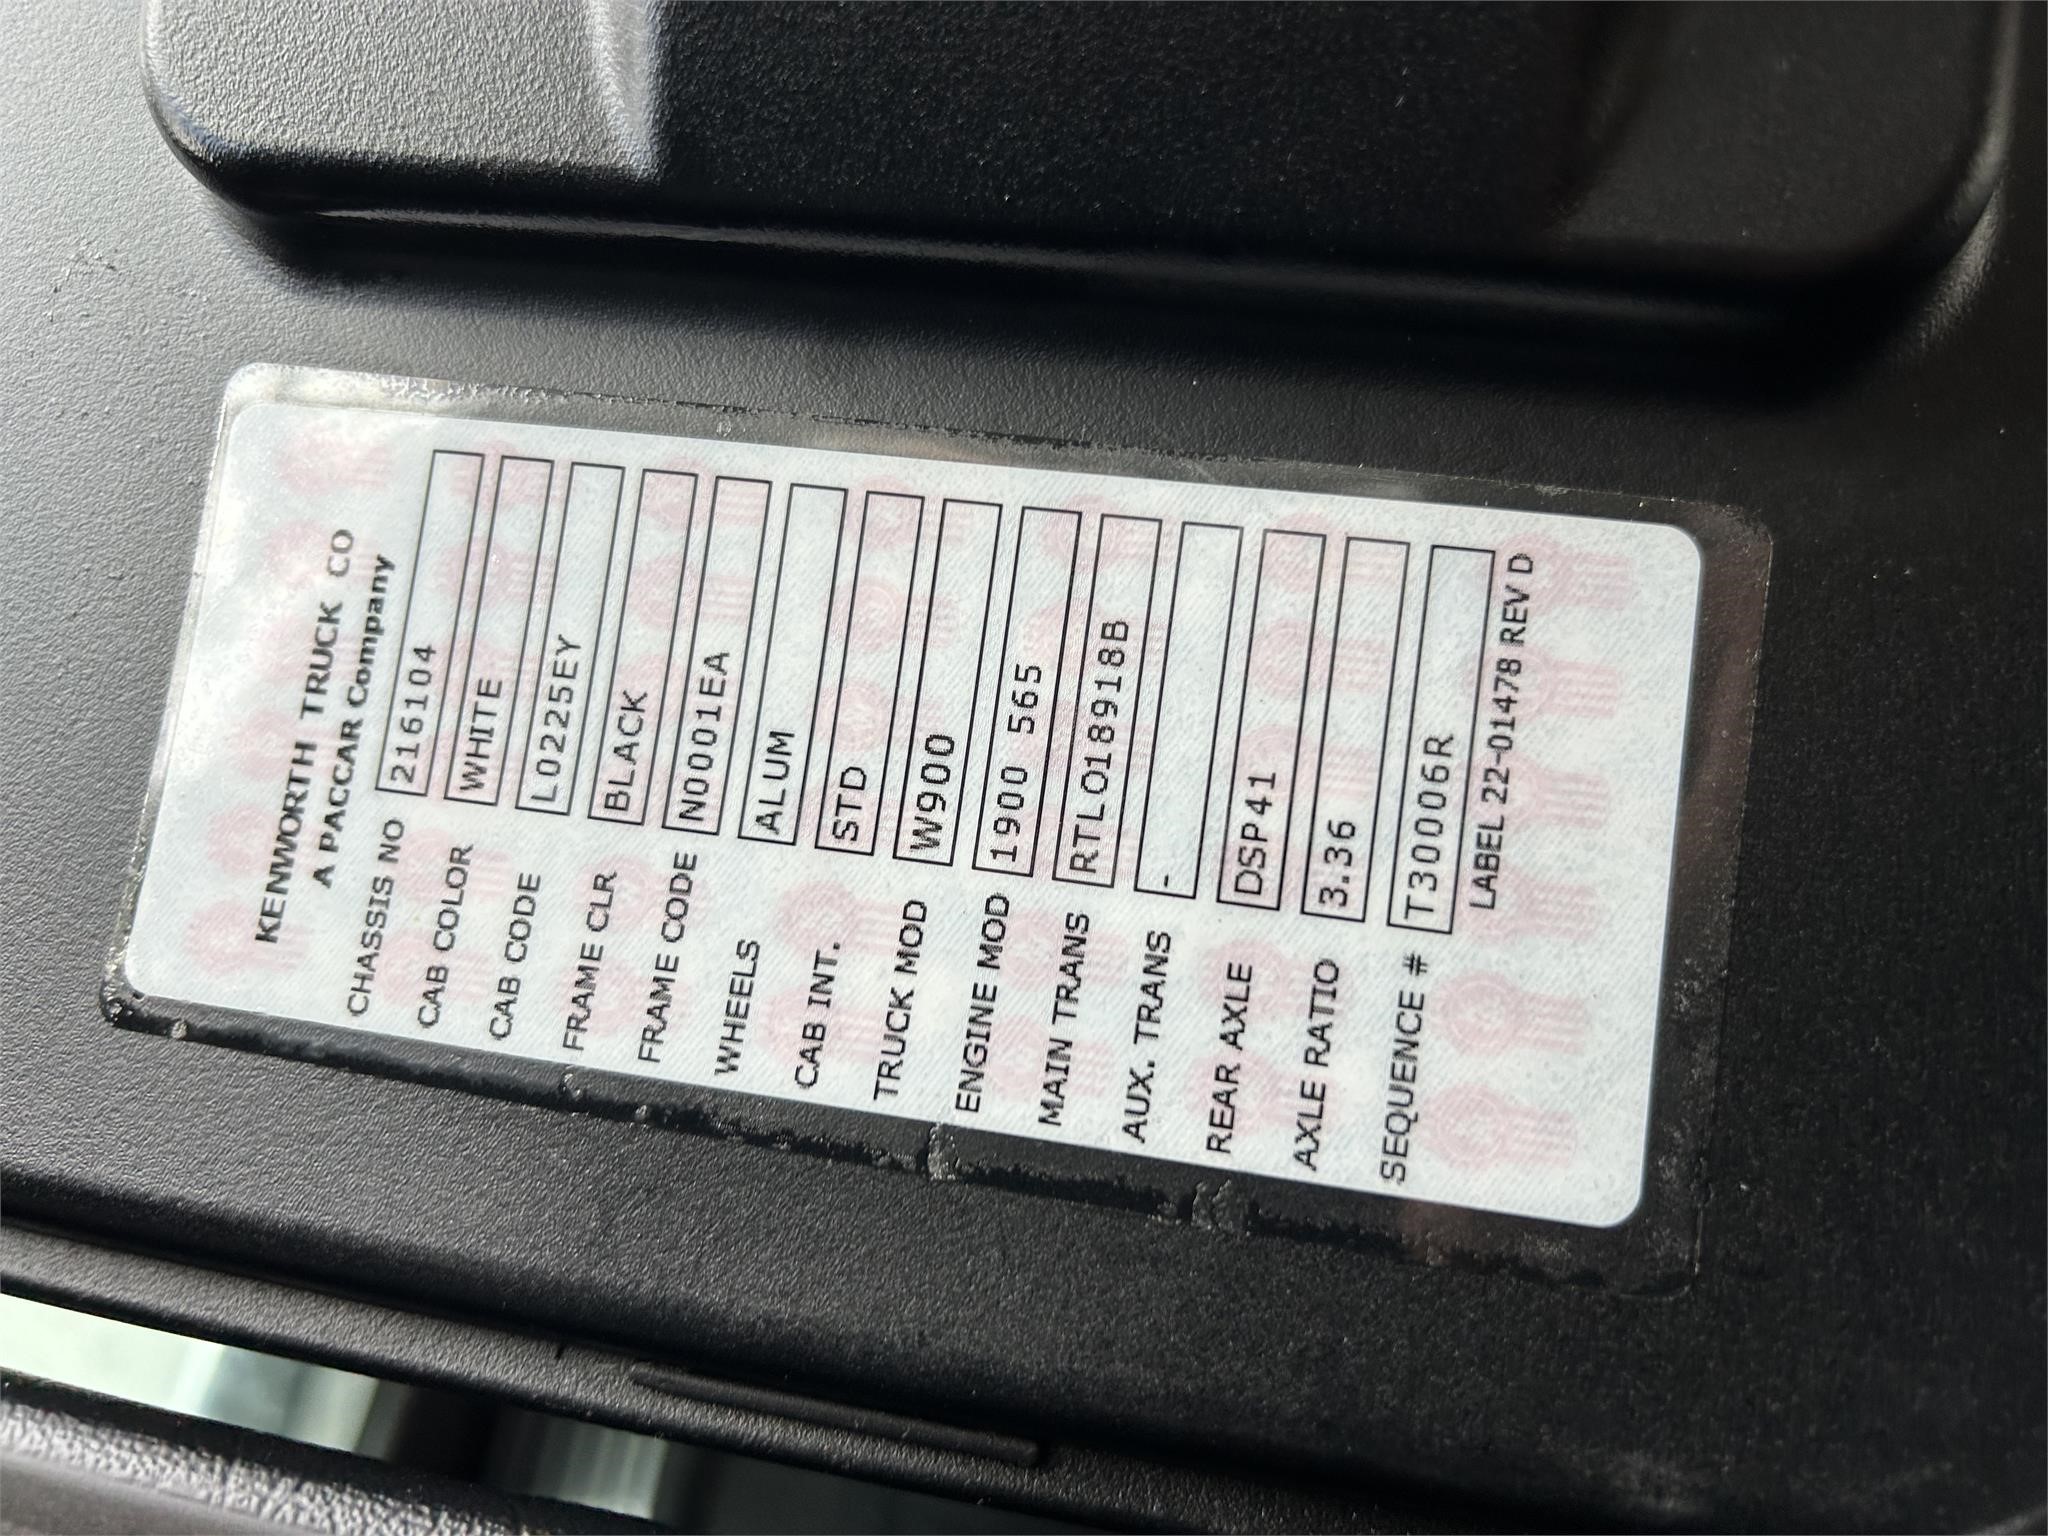 KENWORTH TRUCK CO
A PACCAR Company
CHASSIS NO 2161104
CAB COLOR WHITE
CAB CODE L0225EY
FRAME CLR BLACK
FRAME CODE N0001EA
WHEELS ALUM
CAB INT. STD
TRUCK MOD W900
ENGINE MOD 1900 565
MAIN TRANS RTLO18918B
AUX. TRANS -
REAR AXLE DSP41
AXLE RATIO 3.36
SEQUENCE # T30006R
LABEL 22-01478 REV D